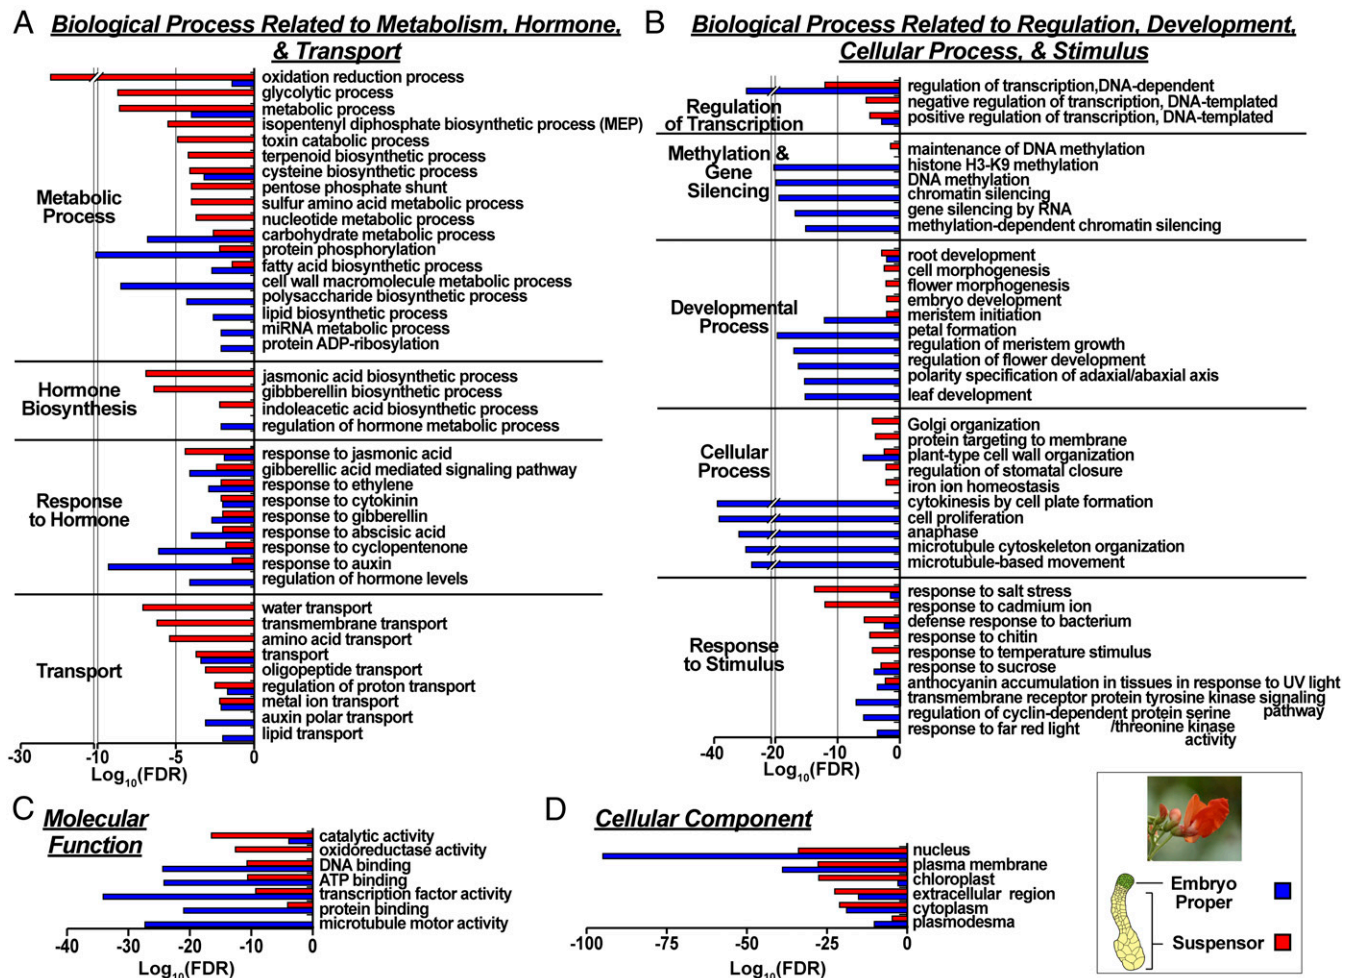 A Biological Process Related to Metabolism, Hormone,
& Transport
oxidation reduction process
glycolytic process
metabolic process
isopentenyl diphosphate biosynthetic process (MEP)
toxin catabolic process
terpenoid biosynthetic process
cysteine biosynthetic process
pentose phosphate shunt
Metabolic
Process
sulfur amino acid metabolic process
nucleotide metabolic process
carbohydrate metabolic process
protein phosphorylation
fatty acid biosynthetic process
cell wall macromolecule metabolic process
polysaccharide biosynthetic process
lipid biosynthetic process
miRNA metabolic process
protein ADP-ribosylation
Hormone
Biosynthesis
jasmonic acid biosynthetic process
gibbberellin biosynthetic process
indoleacetic acid biosynthetic process
regulation of hormone metabolic process
Response
to Hormone
response to jasmonic acid
gibberellic acid mediated signaling pathway
response to ethylene
response to cytokinin
response to gibberellin
response to abscisic acid
response to cyclopentenone
response to auxin
regulation of hormone levels
Transport
water transport
transmembrane transport
amino acid transport
transport
oligopeptide transport
regulation of proton transport
metal ion transport
auxin polar transport
lipid transport
-30 -10 -5 0
Log10(FDR)
B Biological Process Related to Regulation, Development,
Cellular Process, & Stimulus
Regulation
of Transcription
regulation of transcription,DNA-dependent
negative regulation of transcription, DNA-templated
positive regulation of transcription, DNA-templated
Methylation &
Gene
Silencing
maintenance of DNA methylation
histone H3-K9 methylation
DNA methylation
chromatin silencing
gene silencing by RNA
methylation-dependent chromatin silencing
Developmental
Process
root development
cell morphogenesis
flower morphogenesis
embryo development
meristem initiation
petal formation
regulation of meristem growth
regulation of flower development
polarity specification of adaxial/abaxial axis
leaf development
Cellular
Process
Golgi organization
protein targeting to membrane
plant-type cell wall organization
regulation of stomatal closure
iron ion homeostasis
cytokinesis by cell plate formation
cell proliferation
anaphase
microtubule cytoskeleton organization
microtubule-based movement
Response
to Stimulus
response to salt stress
response to cadmium ion
defense response to bacterium
response to chitin
response to temperature stimulus
response to sucrose
anthocyanin accumulation in tissues in response to UV light
transmembrane receptor protein tyrosine kinase signaling
pathway
regulation of cyclin-dependent protein serine
/threonine kinase
activity
response to far red light
-40 -20 -10 0
Log10(FDR)
C Molecular
Function
catalytic activity
oxidoreductase activity
DNA binding
ATP binding
transcription factor activity
protein binding
microtubule motor activity
-40 -30 -20 -10 0
Log10(FDR)
D Cellular Component
nucleus
plasma membrane
chloroplast
extracellular region
cytoplasm
plasmodesma
-100 -75 -50 -25 0
Log10(FDR)
Embryo
Proper
Suspensor